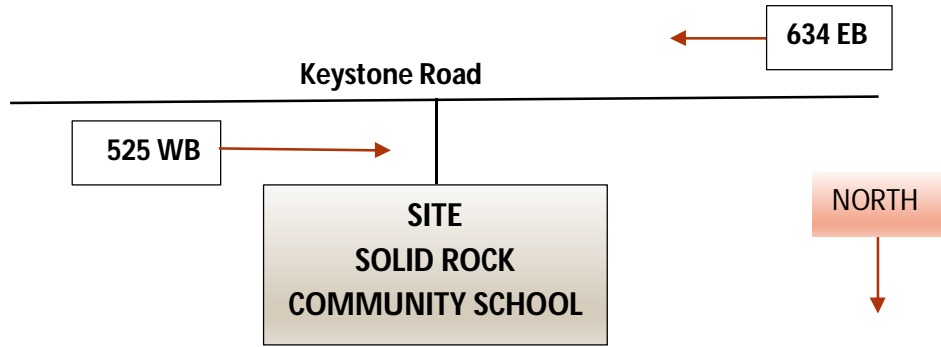 634 EB
Keystone Road
525 WB
NORTH
SITE
SOLID ROCK
COMMUNITY SCHOOL